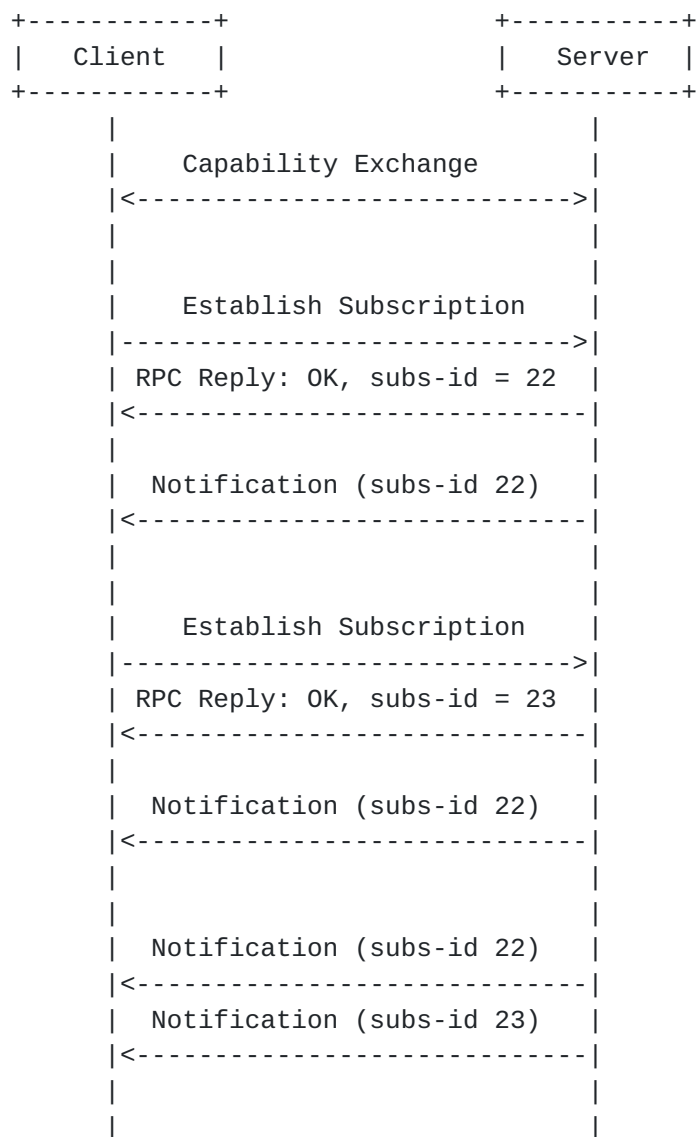 +------------+                 +-----------+
|   Client   |                 |   Server  |
+------------+                 +-----------+
      |                              |
      |    Capability Exchange       |
      |<---------------------------->|
      |                              |
      |                              |
      |    Establish Subscription    |
      |----------------------------->|
      | RPC Reply: OK, subs-id = 22  |
      |<-----------------------------|
      |                              |
      |  Notification (subs-id 22)   |
      |<-----------------------------|
      |                              |
      |                              |
      |    Establish Subscription    |
      |----------------------------->|
      | RPC Reply: OK, subs-id = 23  |
      |<-----------------------------|
      |                              |
      |  Notification (subs-id 22)   |
      |<-----------------------------|
      |                              |
      |                              |
      |  Notification (subs-id 22)   |
      |<-----------------------------|
      |  Notification (subs-id 23)   |
      |<-----------------------------|
      |                              |
      |                              |